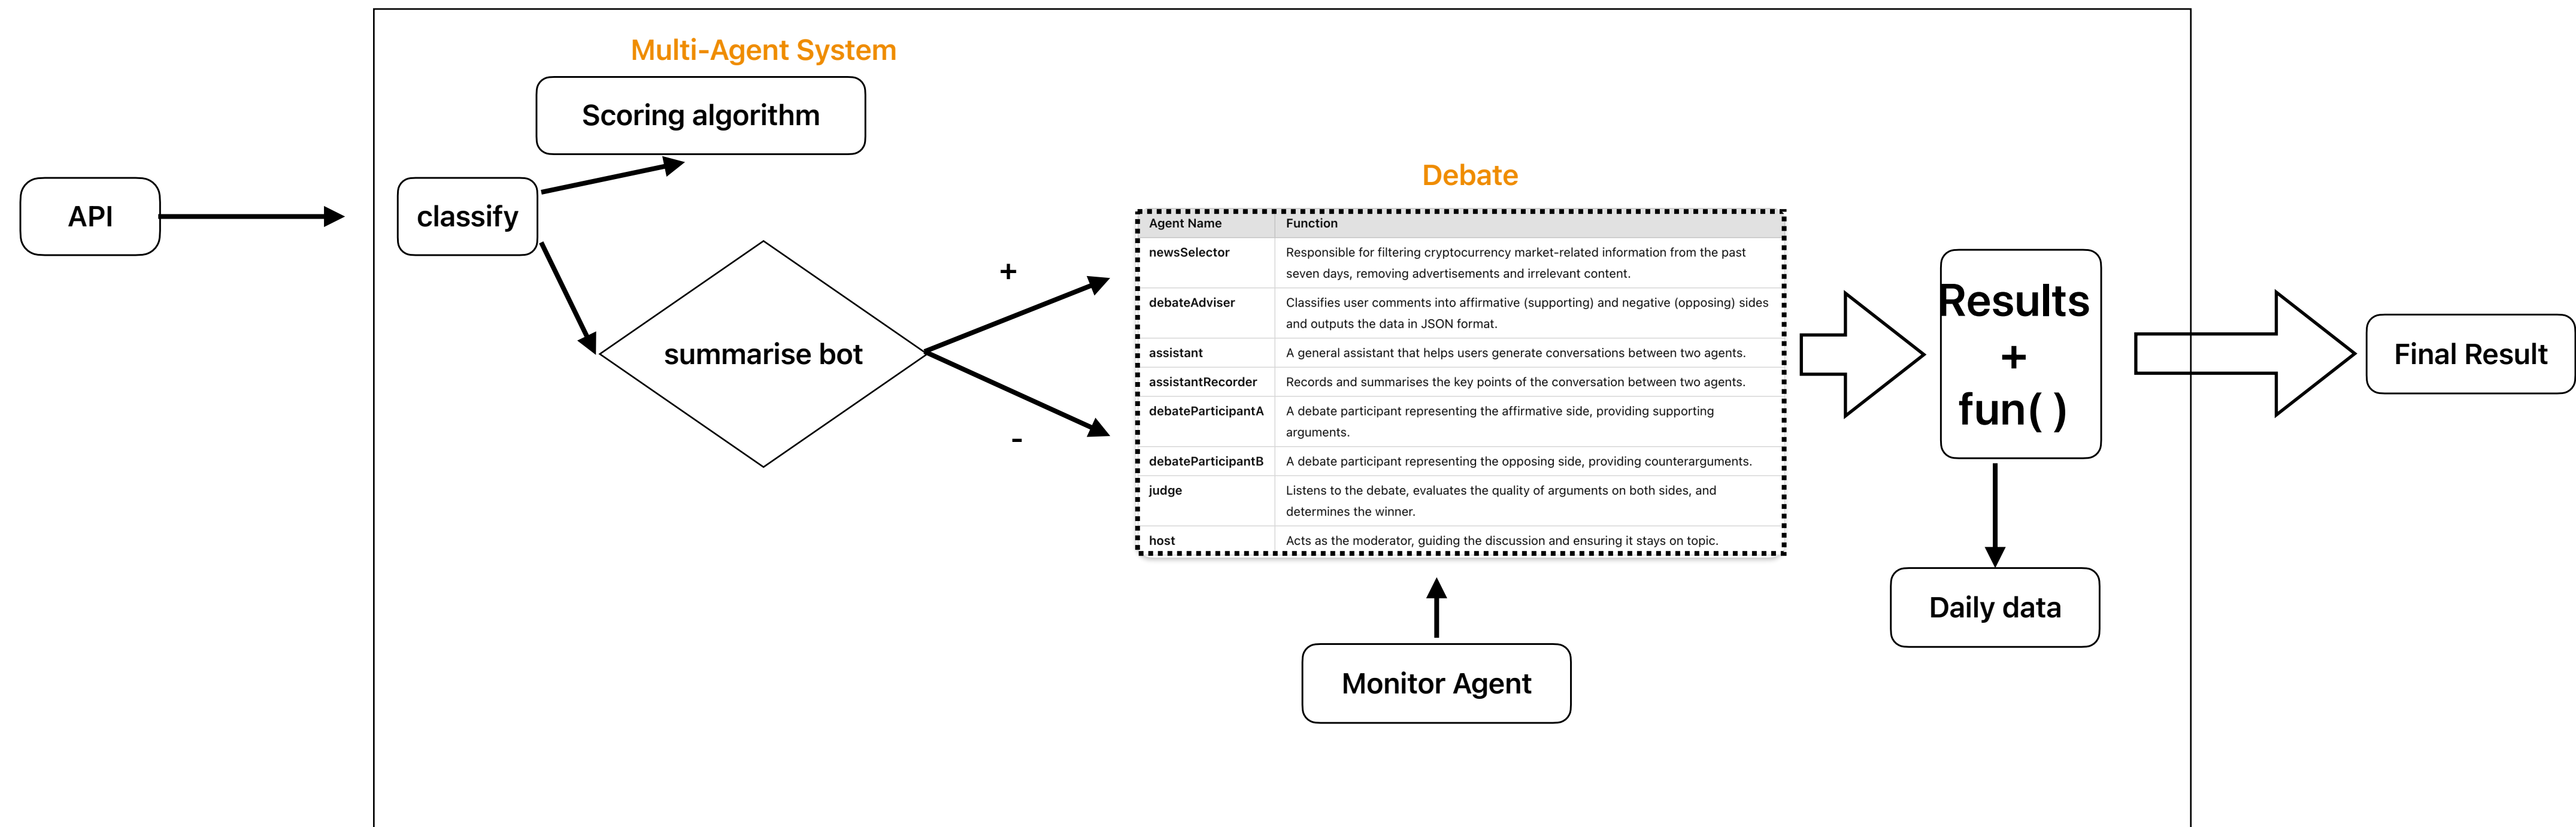 Multi-Agent System
Scoring algorithm
API
classify
summarise bot
+
-
Debate
Agent Name Function
newsSelector Responsible for filtering cryptocurrency market-related information from the past
seven days, removing advertisements and irrelevant content.
debateAdviser Classifies user comments into affirmative (supporting) and negative (opposing) sides
and outputs the data in JSON format.
assistant A general assistant that helps users generate conversations between two agents.
assistantRecorder Records and summarises the key points of the conversation between two agents.
debateParticipantA A debate participant representing the affirmative side, providing supporting
arguments.
debateParticipantB A debate participant representing the opposing side, providing counterarguments.
judge Listens to the debate, evaluates the quality of arguments on both sides, and
determines the winner.
host Acts as the moderator, guiding the discussion and ensuring it stays on topic.
Monitor Agent
Results
+
fun( )
Daily data
Final Result